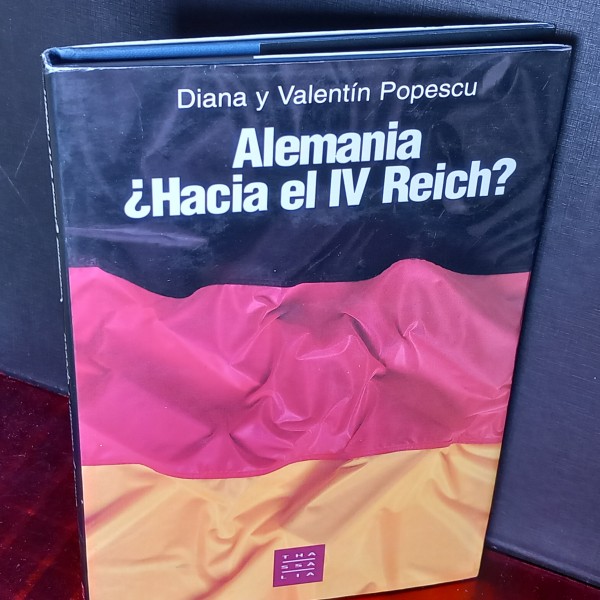 Diana y Valentín Popescu
Alemania
¿Hacia el IV Reich?
THA
SSA
LIA